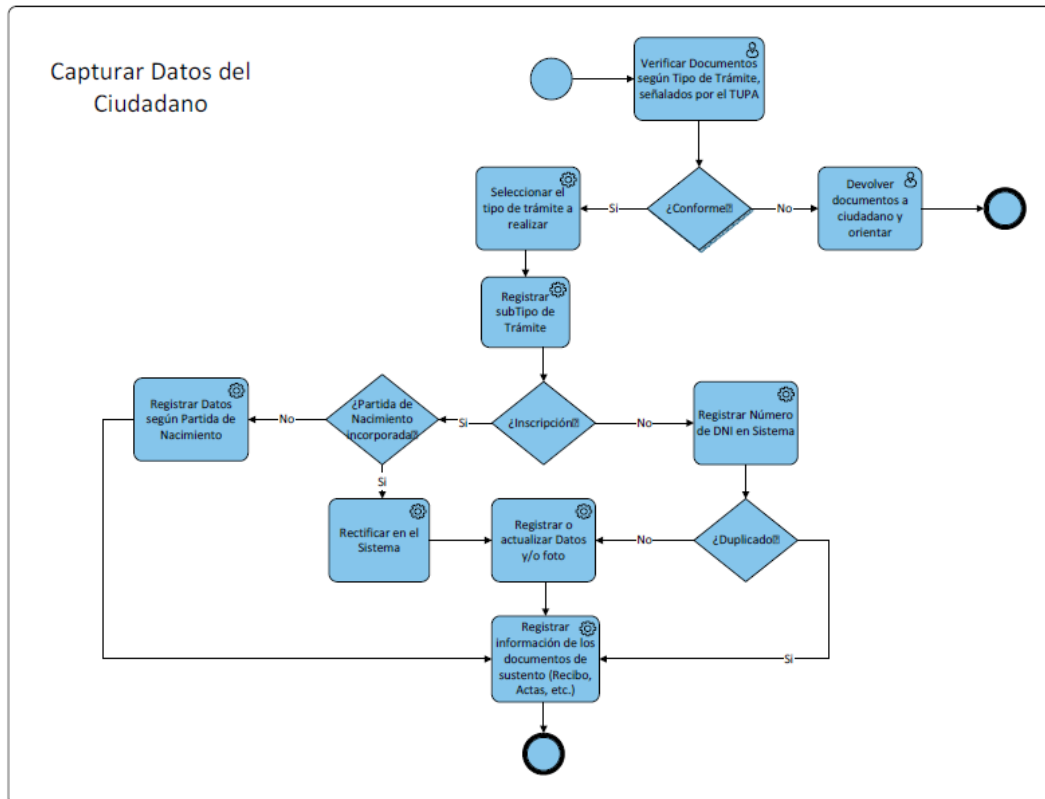 Capturar Datos del
Ciudadano
Verificar Documentos
según Tipo de Trámite,
señalados por el TUPA
Seleccionar el
tipo de trámite a
realizar
Si
¿Conforme
No
Devolver
documentos a
ciudadano y
orientar
Registrar
subTipo de
Trámite
Registrar Datos
según Partida de
Nacimiento
No
¿Partida de
Nacimiento
incorporada
Si
¿Inscripción
No
Registrar Número
de DNI en Sistema
Si
Rectificar en el
Sistema
Registrar o
actualizar Datos
y/o foto
No
¿Duplicado
Registrar
información de los
documentos de
sustento (Recibo,
Actas, etc.)
Si